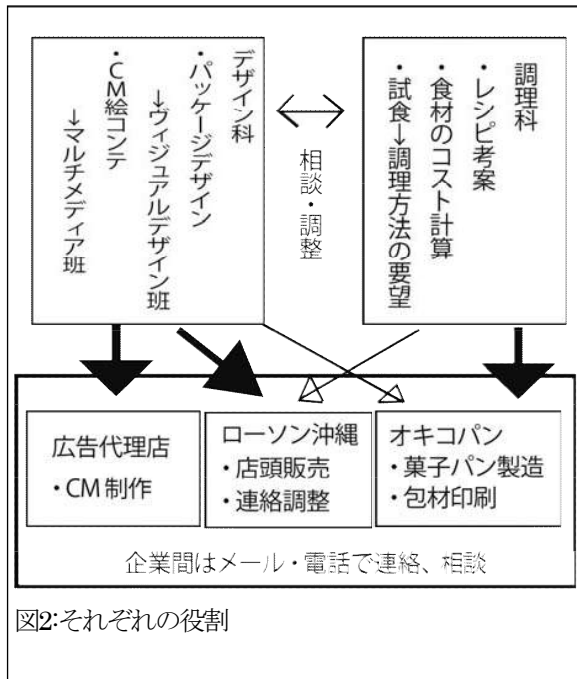 調理科
・レシピ考案
・食材のコスト計算
・試食→調理方法の要望
相談・調整
デザイン科
・パッケージデザイン
→ヴィジュアルデザイン班
・CM絵コンテ
→マルチメディア班
広告代理店
・CM制作
ローソン沖縄
・店頭販売
・連絡調整
オキコパン
・菓子パン製造
・包材印刷
企業間はメール・電話で連絡、相談
図2:それぞれの役割